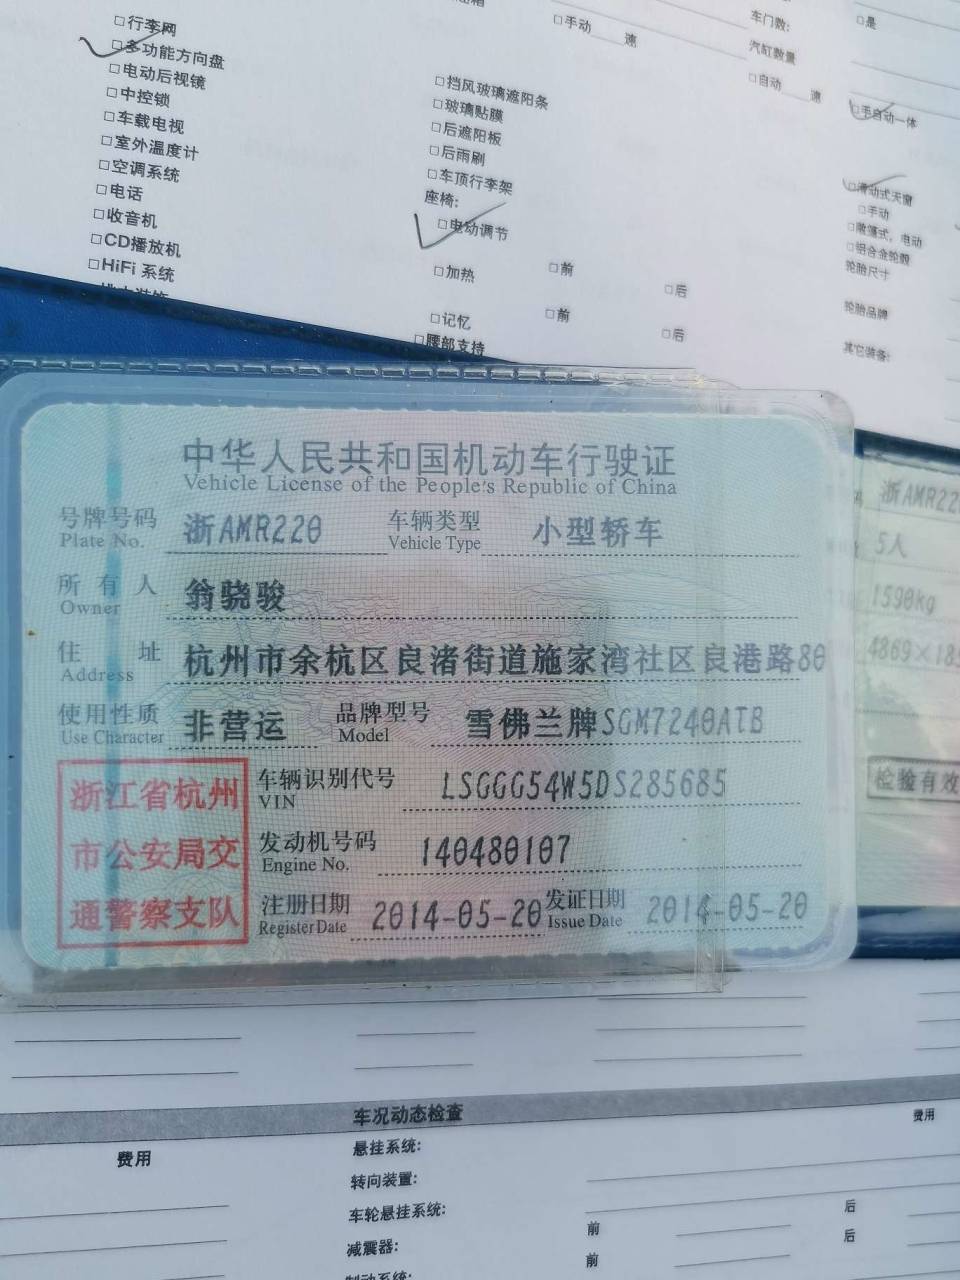 □行李网
□多功能方向盘
□电动后视镜
□中控锁
□车载电视
□室外温度计
□空调系统
□电话
□收音机
□CD播放机
□HiFi 系统
□挡风玻璃遮阳条
□玻璃贴膜
□后遮阳板
□后雨刷
□车顶行李架
座椅:
□电动调节
□加热 □前 □后
□记忆 □前 □后
□腰部支持
□手动 速
车门数:
汽缸数量
□自动 速
□是
□手自动一体
□滑动式天窗
□手动
□敞篷式，电动
□铝合金轮毂
轮胎尺寸
轮胎品牌
其它装备:
中华人民共和国机动车行驶证
Vehicle License of the People's Republic of China
号牌号码 浙AMR220 车辆类型 小型轿车
Plate No. Vehicle Type
所有人 翁骁骏
Owner
住址 杭州市余杭区良渚街道施家湾社区良港路80
Address
使用性质 非营运 品牌型号 雪佛兰牌SGM7240ATB
Use Character Model
浙江省杭州
市公安局交
通警察支队
车辆识别代号 LSGGG54W5DS285685
VIN
发动机号码 140480107
Engine No.
注册日期 2014-05-20 发证日期 2014-05-20
Register Date Issue Date
浙AMR22
5人
1590kg
4869×185
检验有效
车况动态检查 费用
费用
悬挂系统:
转向装置:
车轮悬挂系统: 后
前
减震器: 后
前
制动系统: